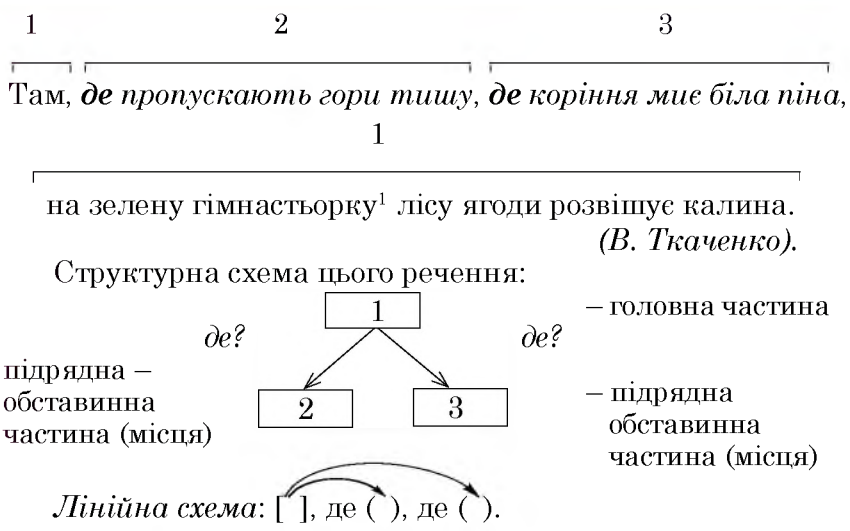 1 2 3
Там, де пропускають гори тишу, де коріння миє біла піна,
1
на зелену гімнастьорку¹ лісу ягоди розвішує калина.
(В. Ткаченко).
Структурна схема цього речення:
1
– головна частина
де? де?
підрядна –
обставинна
частина (місця)
2 3
– підрядна
обставинна
частина (місця)
Лінійна схема: [ ], де ( ), де ( ).